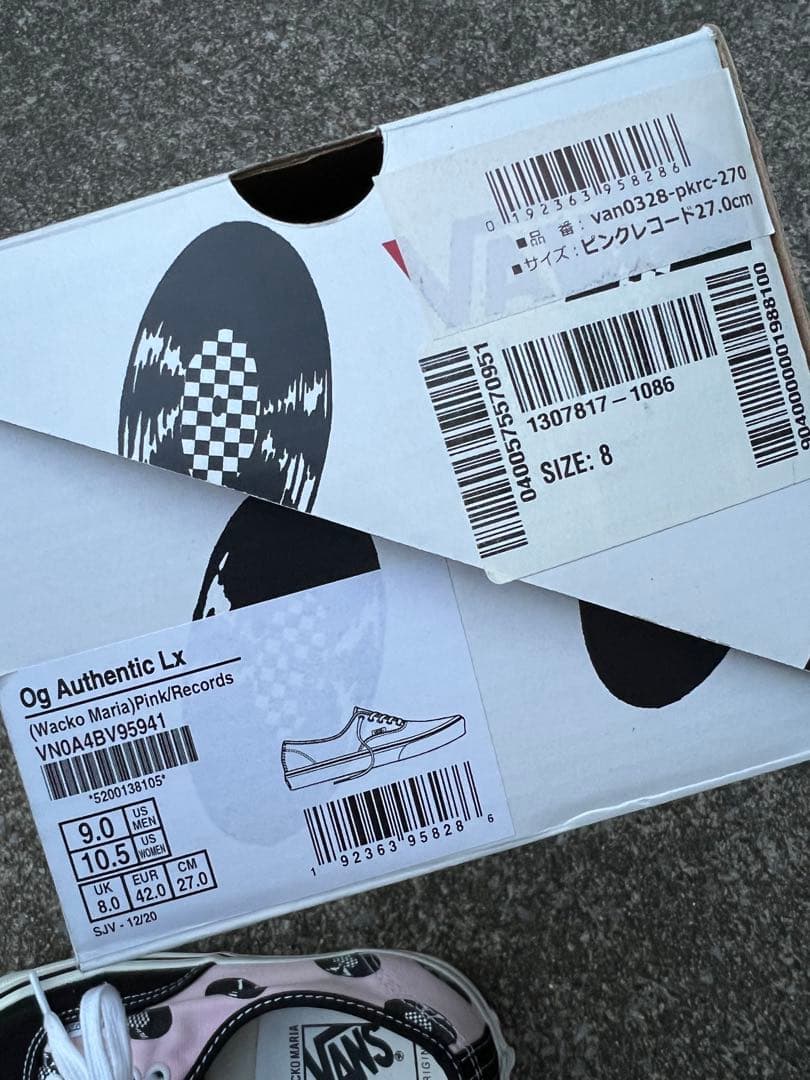 0 192363 958286
■品 番 : van0328-pkrc-270
■サイズ : ピンクレコード27.0cm
0400575570951
1307817-1086
SIZE: 8
9040000001988100
Og Authentic Lx
(Wacko Maria)Pink/Records
VN0A4BV95941
*5200138105*
9.0 US MEN
10.5 US WOMEN
UK 8.0
EUR 42.0
CM 27.0
SJV - 12/20
1 92363 95828 6
WACKO MARIA
VANS®